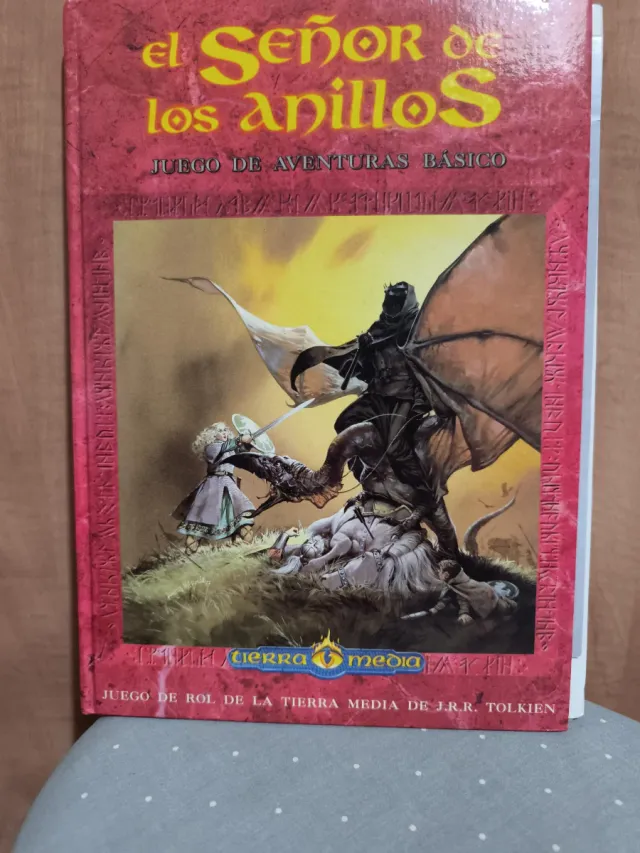 El Señor de
los anillos
JUEGO DE AVENTURAS BÁSICO
tierra media
JUEGO DE ROL DE LA TIERRA MEDIA DE J.R.R. TOLKIEN